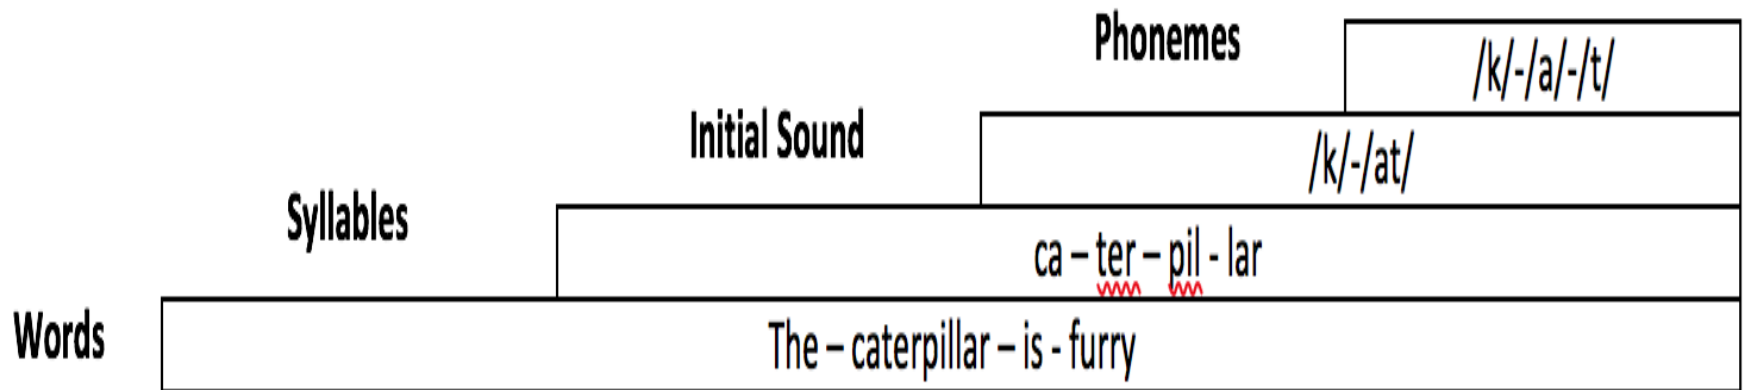 Phonemes
/k/-/a/-/t/
Initial Sound
/k/-/at/
Syllables
ca – ter – pil - lar
Words
The – caterpillar – is - furry